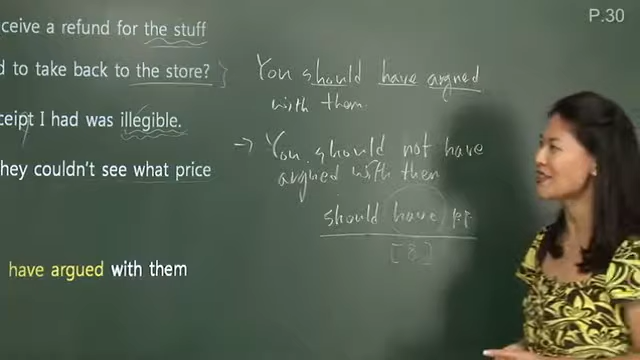 P.30
ceive a refund for the stuff
d to take back to the store?
ceipt I had was illegible.
hey couldn't see what price
have argued with them
You should have argued
with them.
→ You should not have
argued with them
should have pp